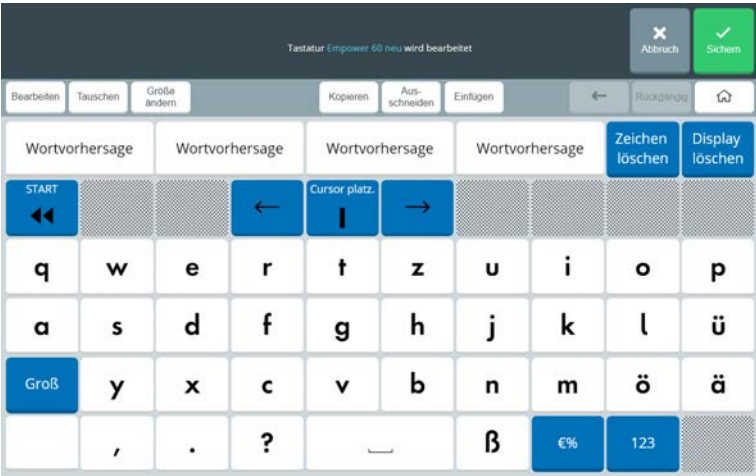 Tastatur Empower 60 neu wird bearbeitet
Abbruch
Sichern
Bearbeiten Tauschen Größe ändern Kopieren Aus-schneiden Einfügen ← Rückgängig
Wortvorhersage Wortvorhersage Wortvorhersage Wortvorhersage Zeichen löschen Display löschen
START ← Cursor platz. →
q w e r t z u i o p
a s d f g h j k l ü
Groß y x c v b n m ö ä
, . ? ß €% 123